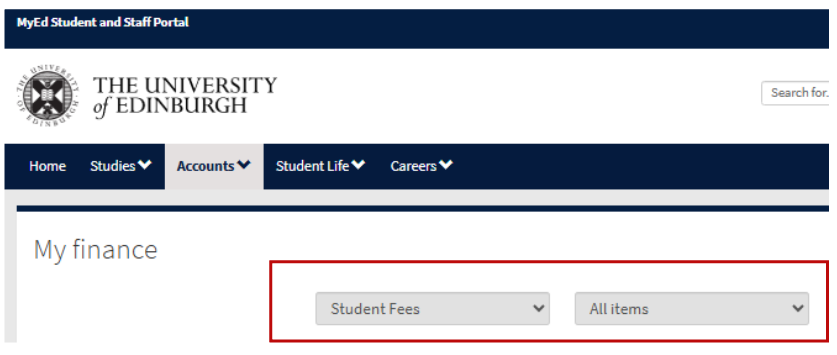 MyEd Student and Staff Portal
THE UNIVERSITY
of EDINBURGH
Search for.
Home Studies Accounts Student Life Careers
My finance
Student Fees All items